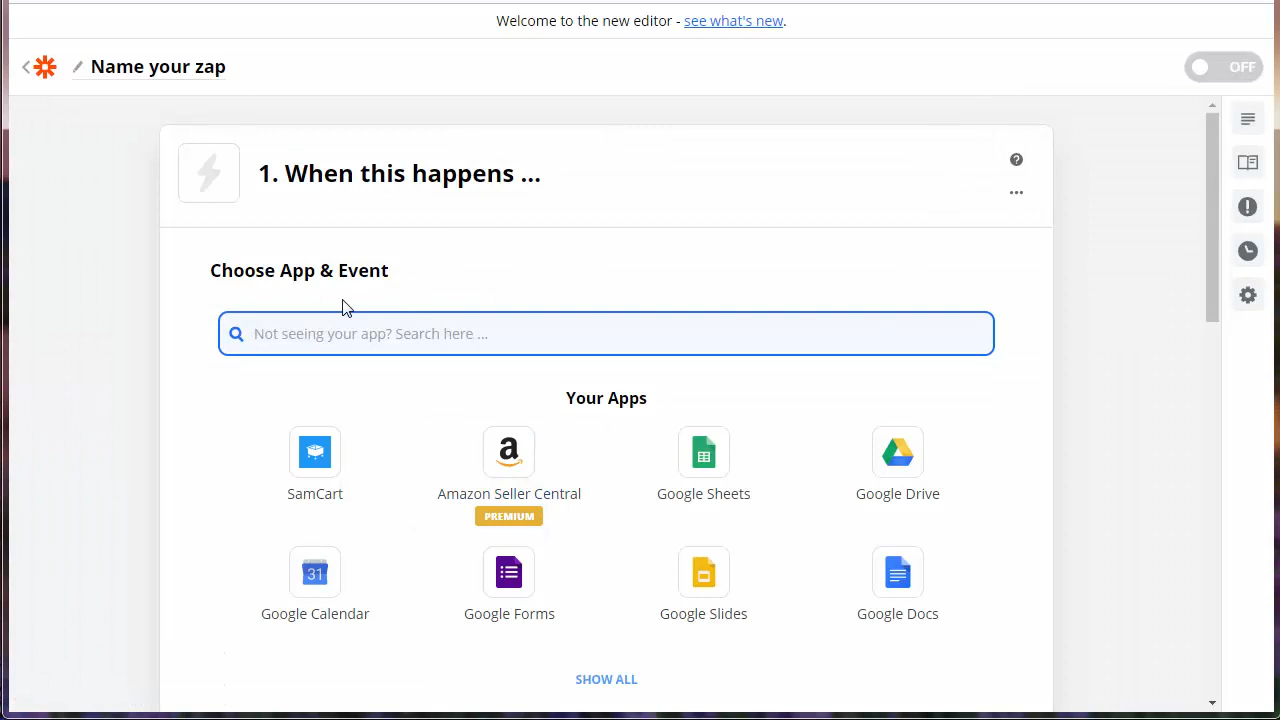 Welcome to the new editor - see what's new.
Name your zap
OFF
1. When this happens ...
Choose App & Event
Not seeing your app? Search here ...
Your Apps
SamCart
Amazon Seller Central
PREMIUM
Google Sheets
Google Drive
31
Google Calendar
Google Forms
Google Slides
Google Docs
SHOW ALL